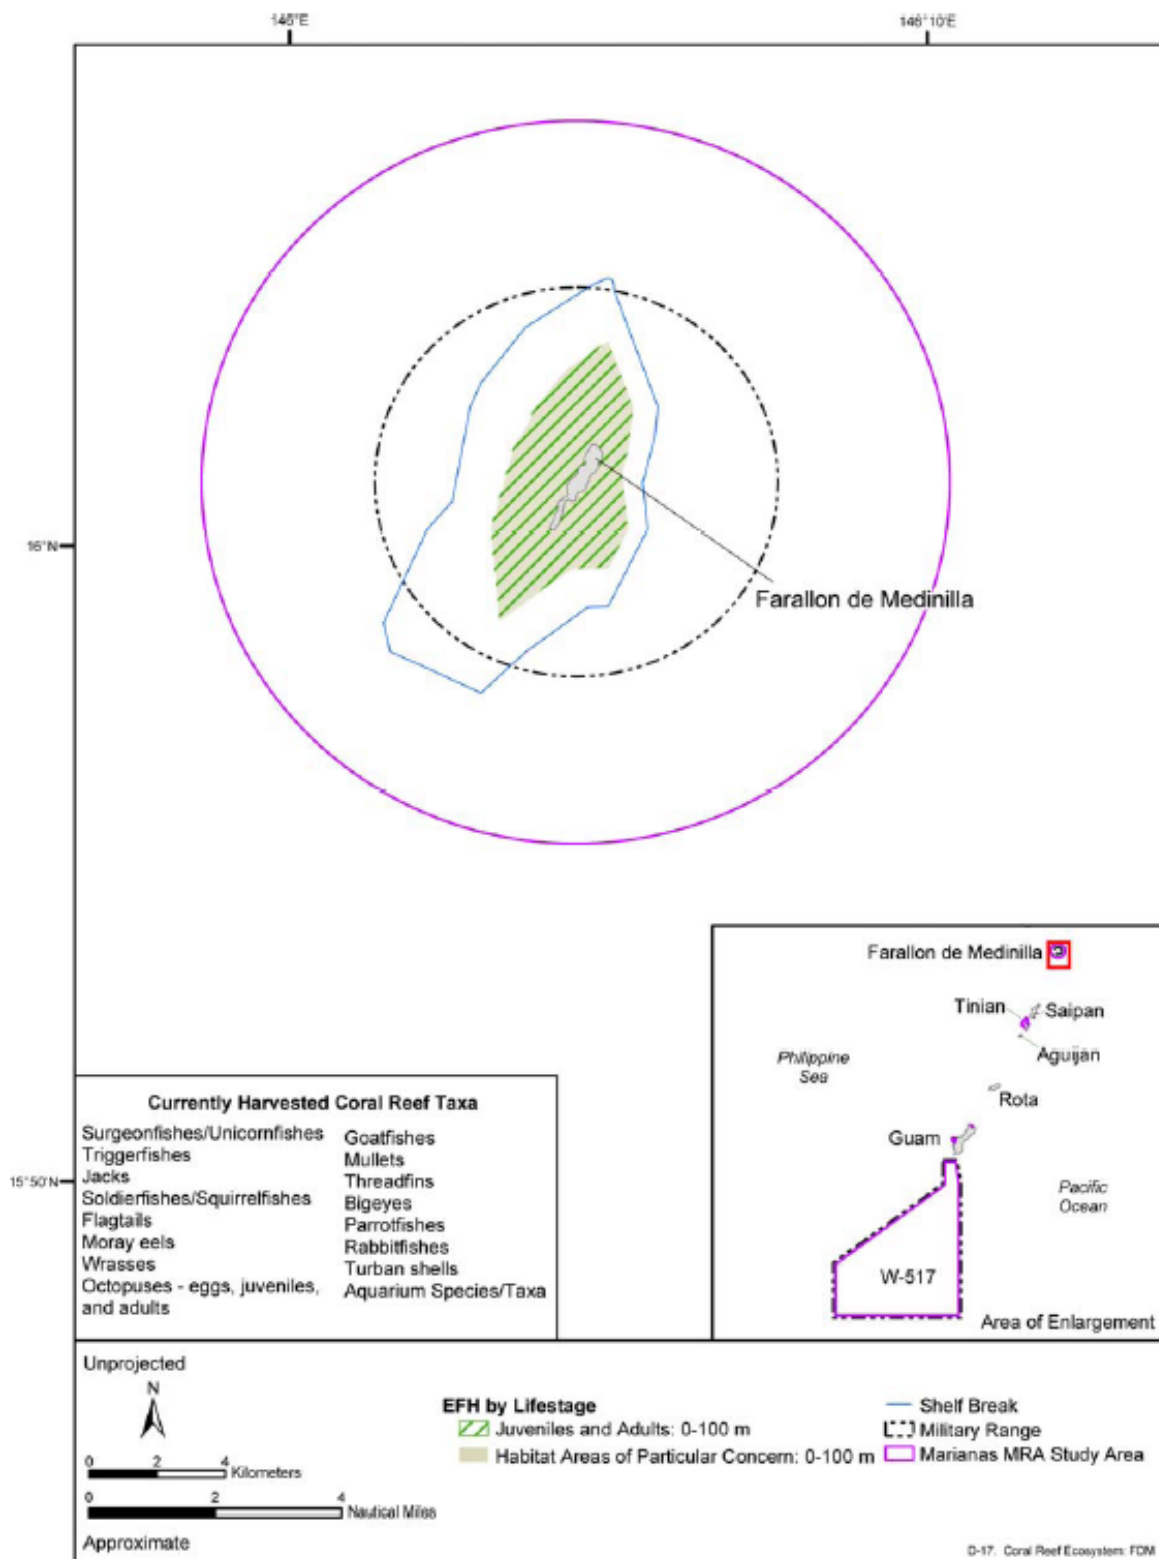 146°E
146°10'E
16°N
Farallon de Medinilla
15°50'N
Farallon de Medinilla
Tinian
Saipan
Aguijan
Philippine
Sea
Rota
Guam
Pacific
Ocean
W-517
Area of Enlargement
Currently Harvested Coral Reef Taxa
Surgeonfishes/Unicornfishes
Triggerfishes
Jacks
Soldierfishes/Squirrelfishes
Flagtails
Moray eels
Wrasses
Octopuses - eggs, juveniles,
and adults
Goatfishes
Mullets
Threadfins
Bigeyes
Parrotfishes
Rabbitfishes
Turban shells
Aquarium Species/Taxa
Unprojected
N
0 2 4
Kilometers
0 2 4
Nautical Miles
Approximate
EFH by Lifestage
Juveniles and Adults: 0-100 m
Habitat Areas of Particular Concern: 0-100 m
Shelf Break
Military Range
Marianas MRA Study Area
D-17. Coral Reef Ecosystem: FDM